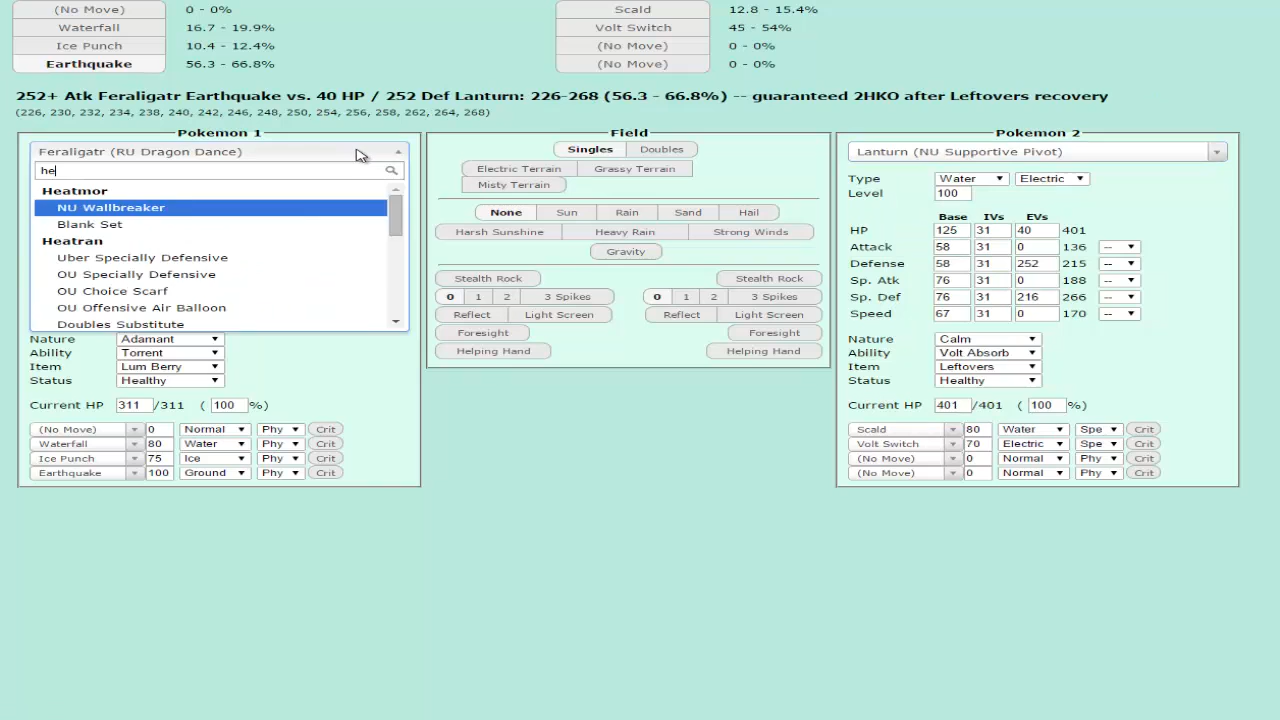 (No Move) 0 - 0% Scald 12.8 - 15.4%
Waterfall 16.7 - 19.9% Volt Switch 45 - 54%
Ice Punch 10.4 - 12.4% (No Move) 0 - 0%
Earthquake 56.3 - 66.8% (No Move) 0 - 0%
252+ Atk Feraligatr Earthquake vs. 40 HP / 252 Def Lanturn: 226-268 (56.3 - 66.8%) -- guaranteed 2HKO after Leftovers recovery
(226, 230, 232, 234, 238, 240, 242, 246, 248, 250, 254, 256, 258, 262, 264, 268)
Pokemon 1
Feraligatr (RU Dragon Dance)
he
Heatmor
NU Wallbreaker
Blank Set
Heatran
Uber Specially Defensive
OU Specially Defensive
OU Choice Scarf
OU Offensive Air Balloon
Doubles Substitute
Nature Adamant
Ability Torrent
Item Lum Berry
Status Healthy
Current HP 311 /311 ( 100 %)
(No Move) 0 Normal Phy Crit
Waterfall 80 Water Phy Crit
Ice Punch 75 Ice Phy Crit
Earthquake 100 Ground Phy Crit
Field
Singles Doubles
Electric Terrain Grassy Terrain
Misty Terrain
None Sun Rain Sand Hail
Harsh Sunshine Heavy Rain Strong Winds
Gravity
Stealth Rock Stealth Rock
0 1 2 3 Spikes 0 1 2 3 Spikes
Reflect Light Screen Reflect Light Screen
Foresight Foresight
Helping Hand Helping Hand
Pokemon 2
Lanturn (NU Supportive Pivot)
Type Water Electric
Level 100
Base IVs EVs
HP 125 31 40 401
Attack 58 31 0 136 --
Defense 58 31 252 215 --
Sp. Atk 76 31 0 188 --
Sp. Def 76 31 216 266 --
Speed 67 31 0 170 --
Nature Calm
Ability Volt Absorb
Item Leftovers
Status Healthy
Current HP 401 /401 ( 100 %)
Scald 80 Water Spe Crit
Volt Switch 70 Electric Spe Crit
(No Move) 0 Normal Phy Crit
(No Move) 0 Normal Phy Crit